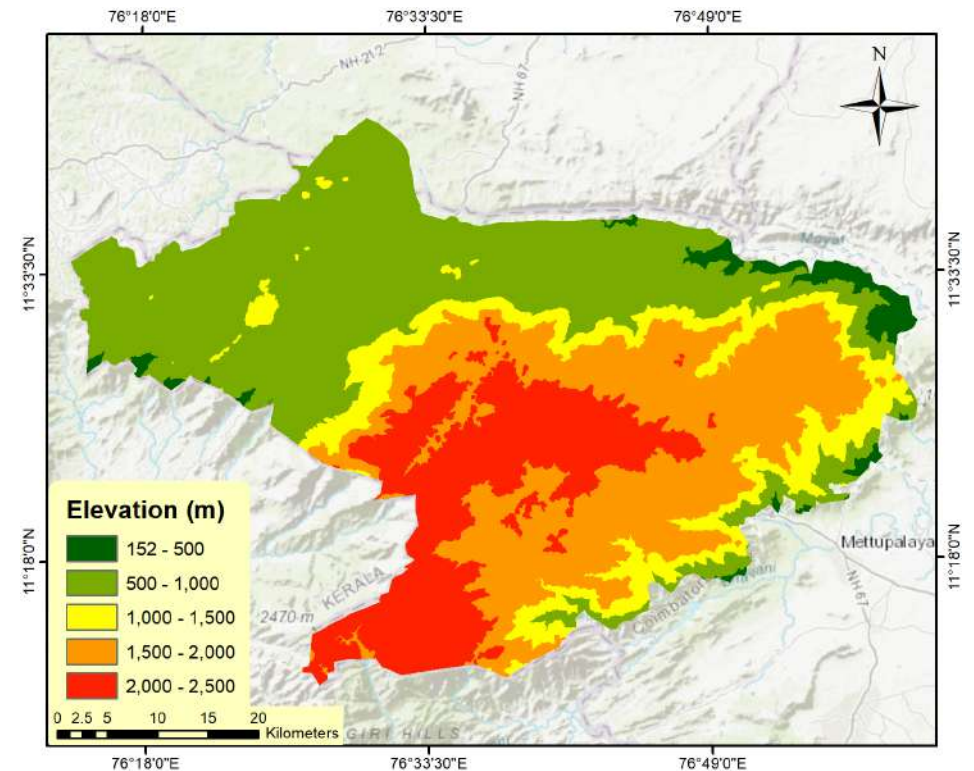 76°18'0"E 76°33'30"E 76°49'0"E
N
NH-212
NH 67
11°33'30"N
11°33'30"N
Moyar
11°18'0"N
11°18'0"N
Mettupalaya
NH 67
KERALA
2470 m
Elevation (m)
152 - 500
500 - 1,000
1,000 - 1,500
1,500 - 2,000
2,000 - 2,500
0 2.5 5 10 15 20
Kilometers
GIRI HILLS
76°18'0"E 76°33'30"E 76°49'0"E